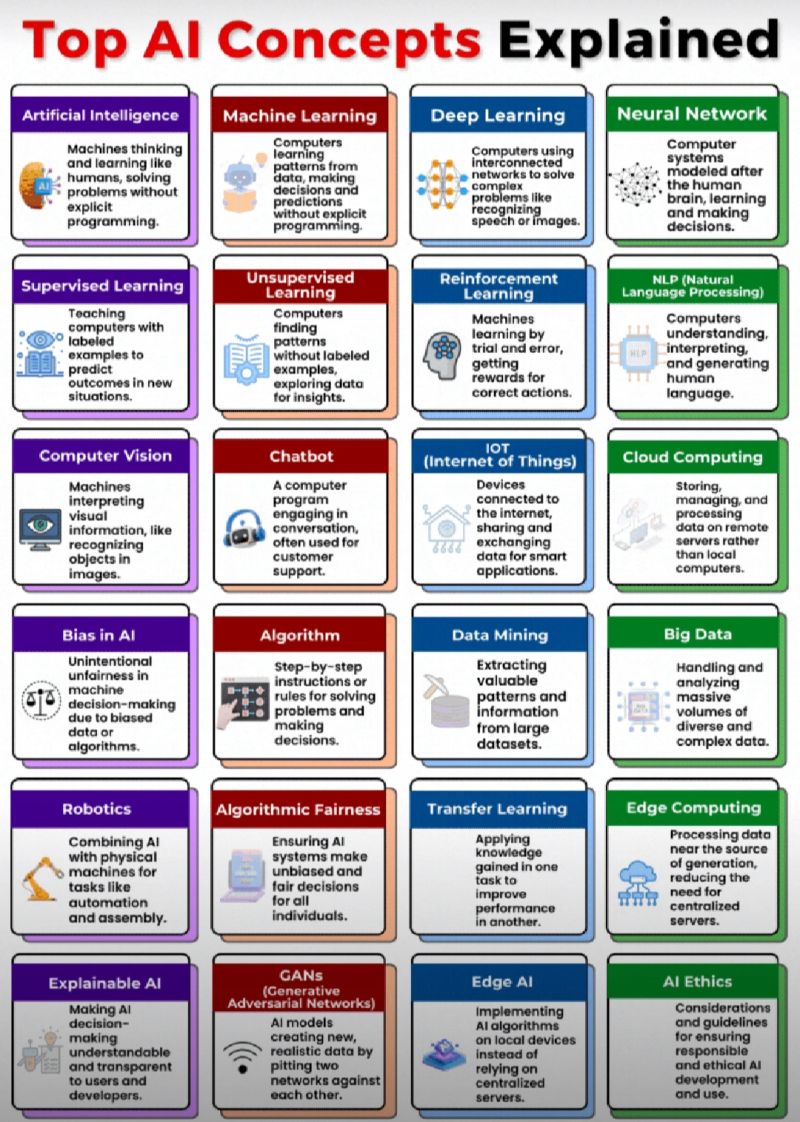 Top AI Concepts Explained
Artificial Intelligence
Machines thinking
and learning like
humans, solving
problems without
explicit
programming.
AI
Machine Learning
Computers
learning
patterns from
data, making
decisions and
predictions
without explicit
programming.
Deep Learning
Computers using
interconnected
networks to solve
complex
problems like
recognizing
speech or images.
Neural Network
Computer
systems
modeled after
the human
brain, learning
and making
decisions.
Supervised Learning
Teaching
computers with
labeled
examples to
predict
outcomes in new
situations.
Unsupervised
Learning
Computers
finding
patterns
without labeled
examples,
exploring data
for insights.
Reinforcement
Learning
Machines
learning by
trial and error,
getting
rewards for
correct actions.
NLP (Natural
Language Processing)
Computers
understanding,
interpreting,
and generating
human
language.
NLP
Computer Vision
Machines
interpreting
visual
information, like
recognizing
objects in
images.
Chatbot
A computer
program
engaging in
conversation,
often used for
customer
support.
IOT
(Internet of Things)
Devices
connected to
the internet,
sharing and
exchanging
data for smart
applications.
Cloud Computing
Storing,
managing, and
processing
data on remote
servers rather
than local
computers.
Bias in AI
Unintentional
unfairness in
machine
decision-making
due to biased
data or
algorithms.
Algorithm
Step-by-step
instructions or
rules for solving
problems and
making
decisions.
Data Mining
Extracting
valuable
patterns and
information
from large
datasets.
Big Data
Handling and
analyzing
massive
volumes of
diverse and
complex data.
Robotics
Combining AI
with physical
machines for
tasks like
automation
and assembly.
Algorithmic Fairness
Ensuring AI
systems make
unbiased and
fair decisions
for all
individuals.
Transfer Learning
Applying
knowledge
gained in one
task to
improve
performance
in another.
Edge Computing
Processing data
near the source
of generation,
reducing the
need for
centralized
servers.
Explainable AI
Making AI
decision-
making
understandable
and transparent
to users and
developers.
GANs
(Generative
Adversarial Networks)
AI models
creating new,
realistic data by
pitting two
networks against
each other.
Edge AI
Implementing
AI algorithms
on local devices
instead of
relying on
centralized
servers.
AI Ethics
Considerations
and guidelines
for ensuring
responsible
and ethical AI
development
and use.